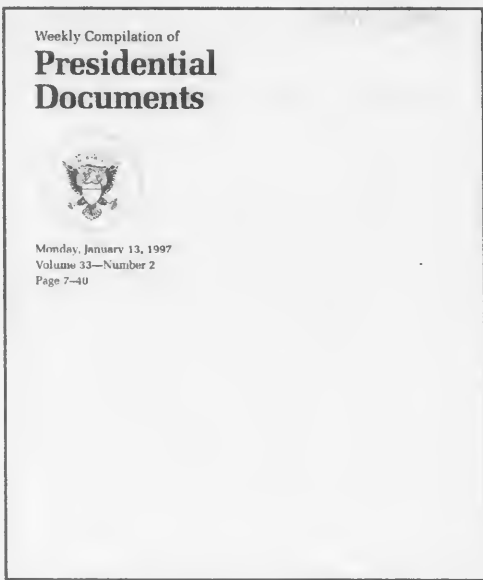 Weekly Compilation of
Presidential
Documents
Monday, January 13, 1997
Volume 33—Number 2
Page 7–40